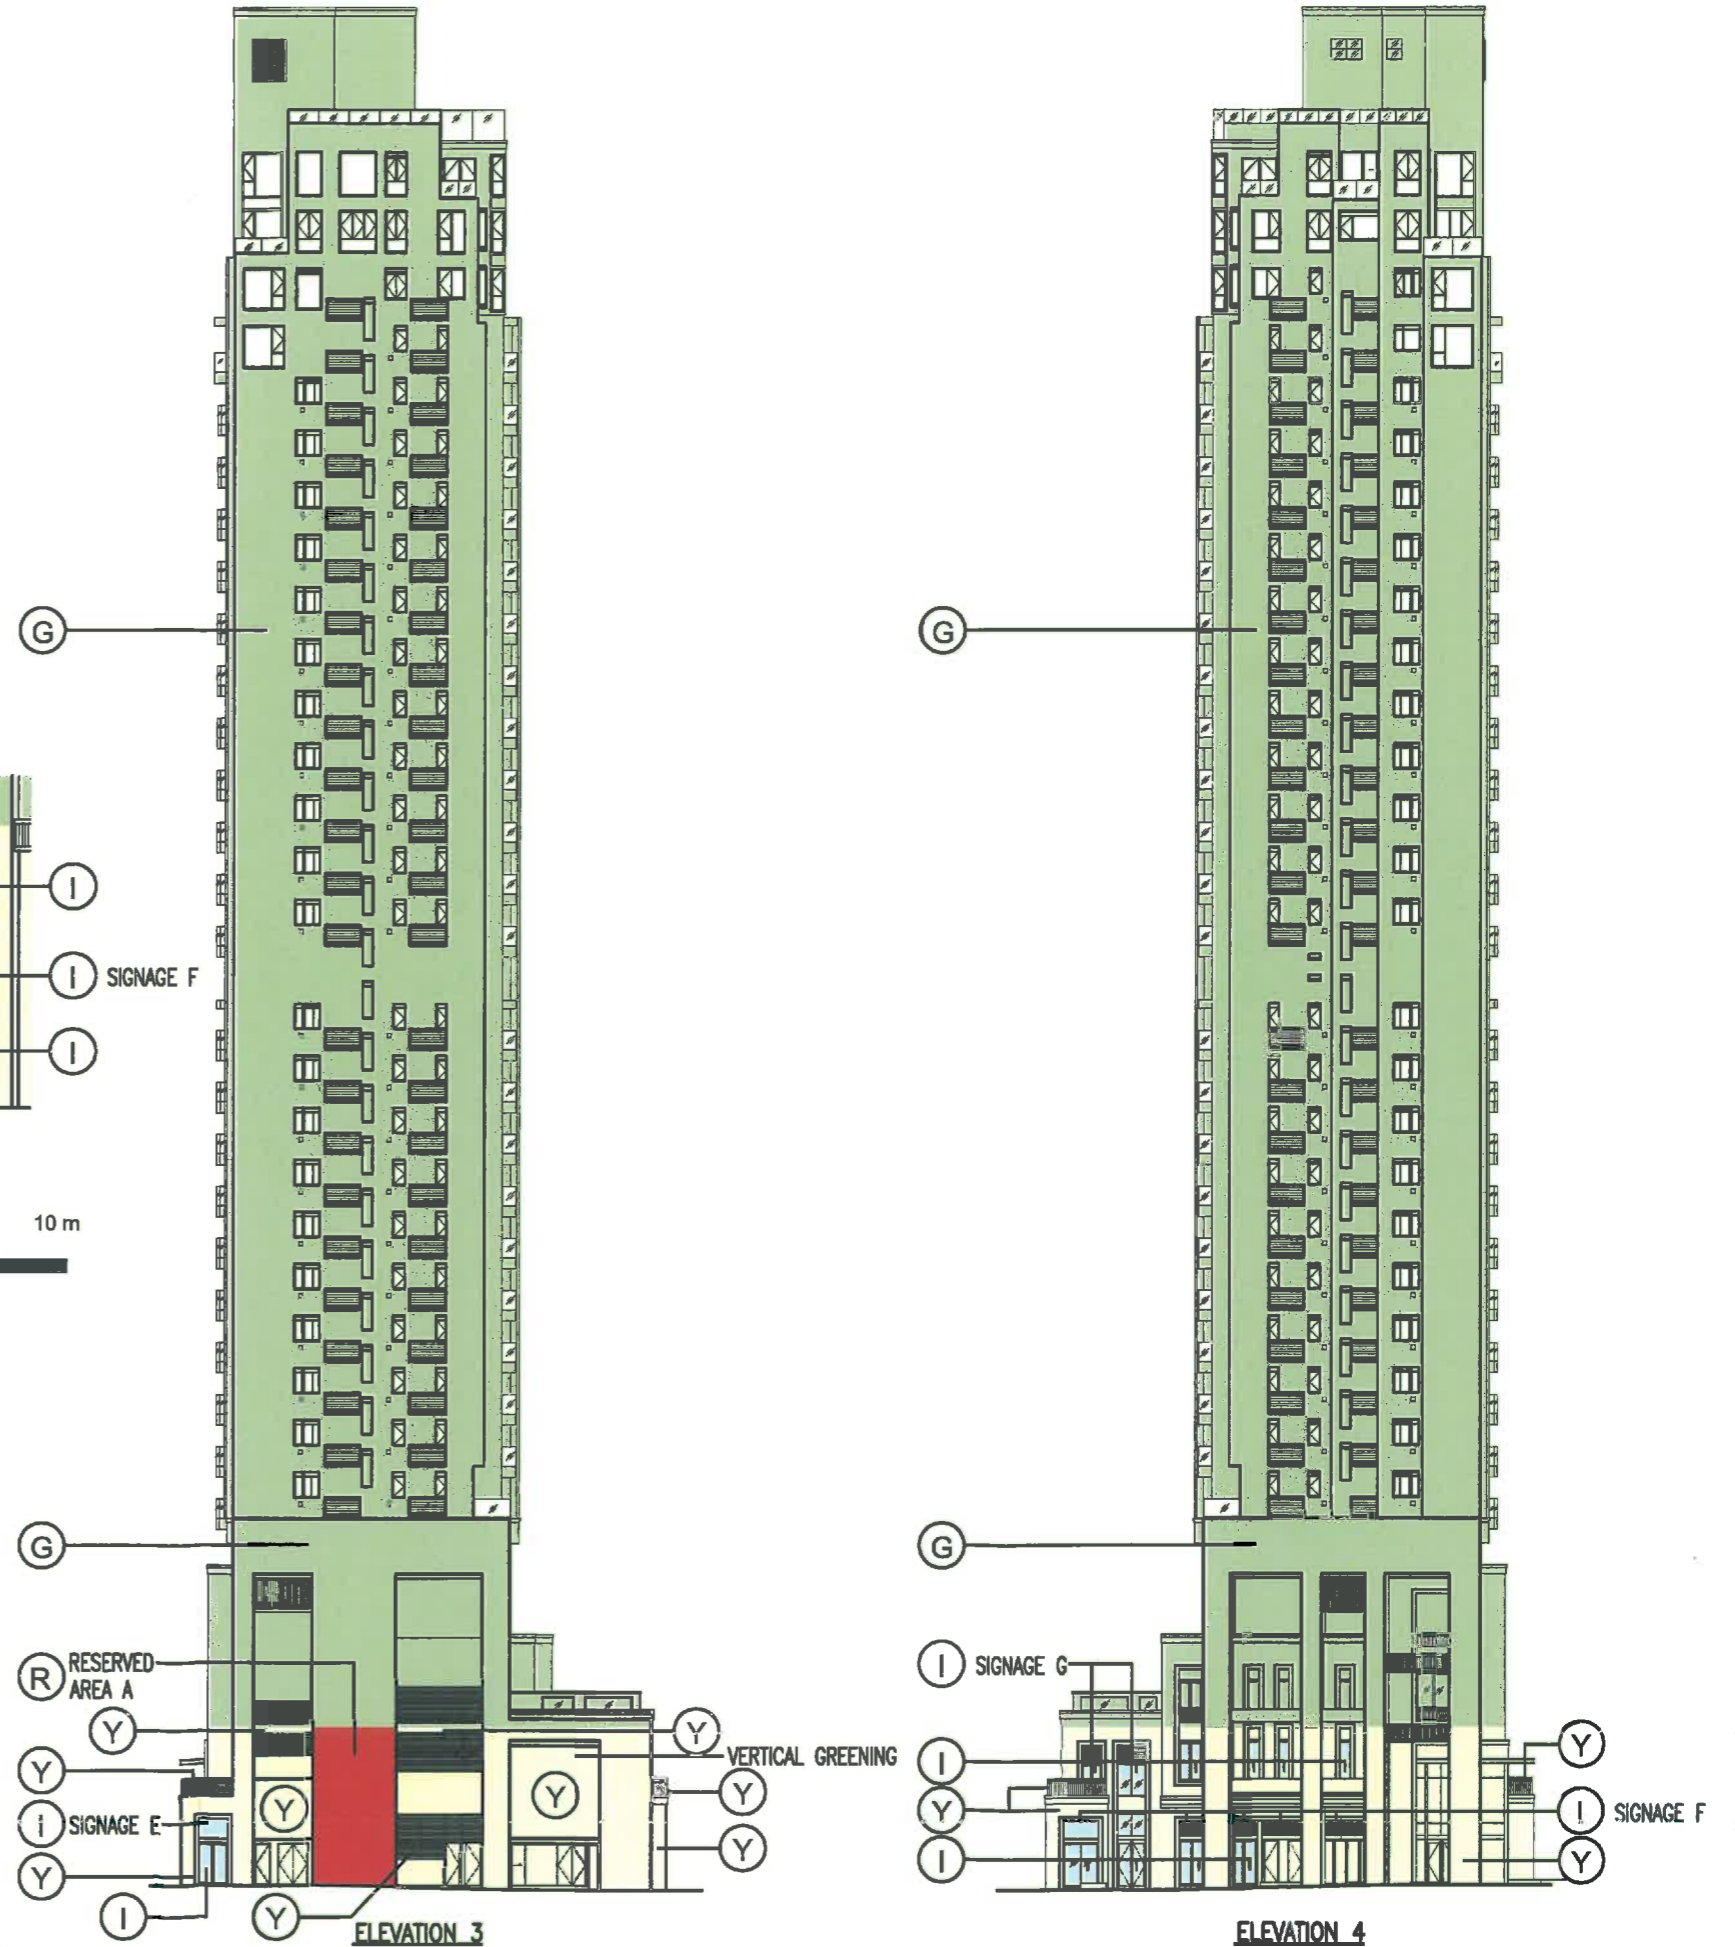 G
G
I
I SIGNAGE F
I
10 m
G
G
R RESERVED
AREA A
I SIGNAGE G
Y
Y
Y
VERTICAL GREENING
I
Y
Y
Y
Y
Y
Y
I SIGNAGE E
I SIGNAGE F
Y
Y
I
Y
I
Y
ELEVATION 3
ELEVATION 4